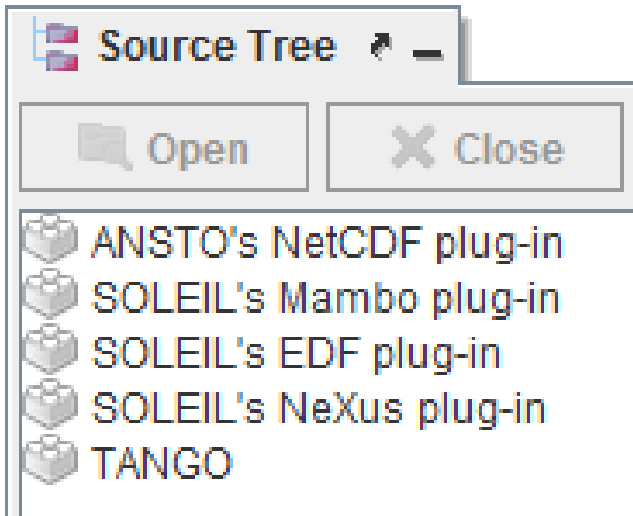 Source Tree
Open Close
ANSTO's NetCDF plug-in
SOLEIL's Mambo plug-in
SOLEIL's EDF plug-in
SOLEIL's NeXus plug-in
TANGO